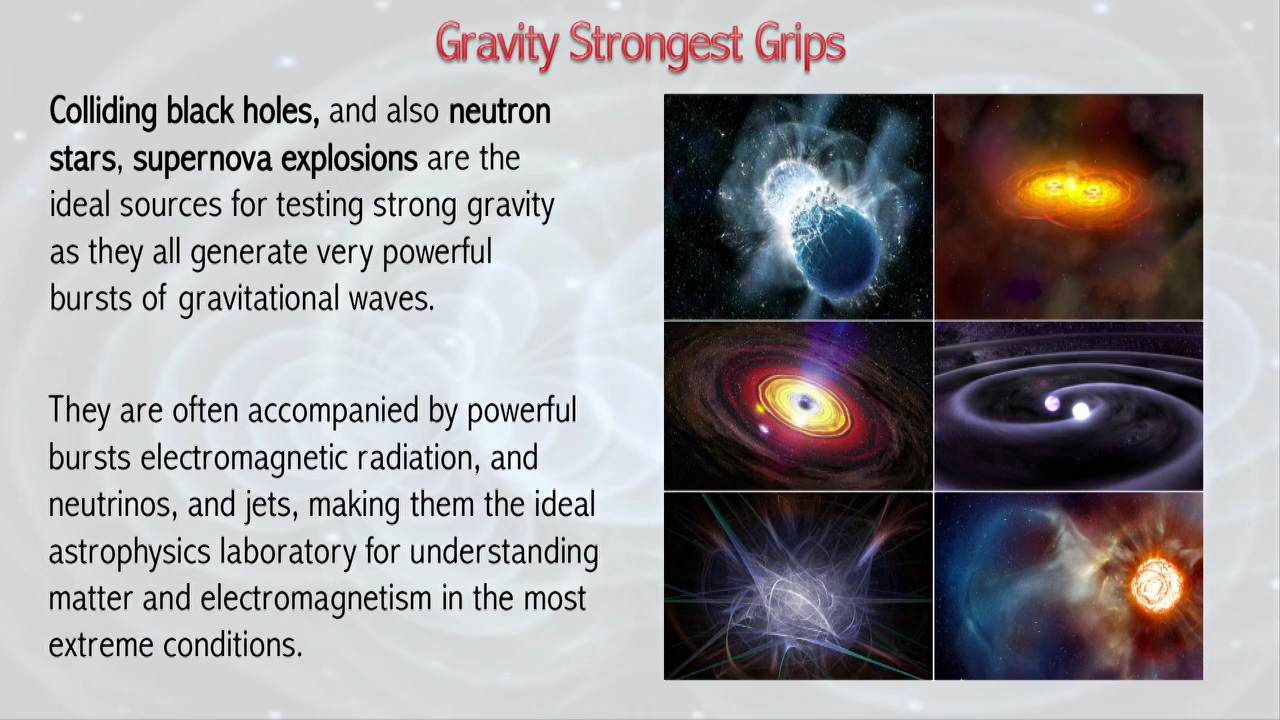 Gravity Strongest Grips
Colliding black holes, and also neutron
stars, supernova explosions are the
ideal sources for testing strong gravity
as they all generate very powerful
bursts of gravitational waves.
They are often accompanied by powerful
bursts electromagnetic radiation, and
neutrinos, and jets, making them the ideal
astrophysics laboratory for understanding
matter and electromagnetism in the most
extreme conditions.